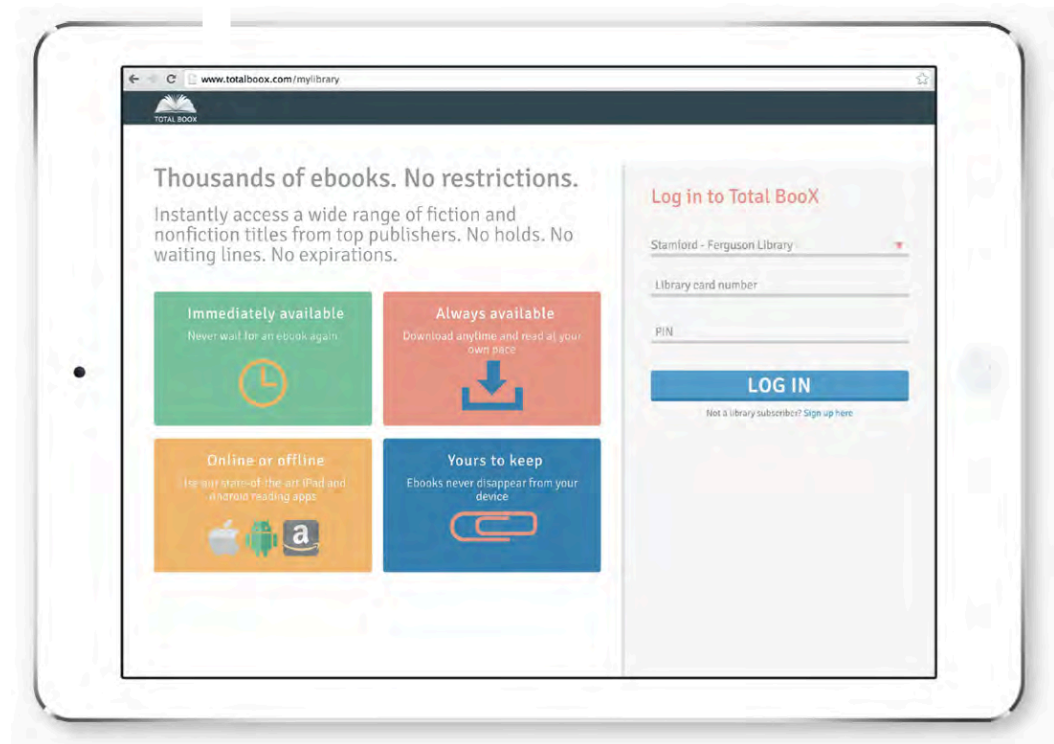 www.totalboox.com/mylibrary
TOTAL BOOX
Thousands of ebooks. No restrictions.
Instantly access a wide range of fiction and
nonfiction titles from top publishers. No holds. No
waiting lines. No expirations.
Immediately available
Never wait for an ebook again
Always available
Download anytime and read at your
own pace
Online or offline
Use our state-of-the-art iPad and
Android reading apps
a
Yours to keep
Ebooks never disappear from your
device
Log in to Total BooX
Stamford - Ferguson Library
Library card number
PIN
LOG IN
Not a library subscriber? Sign up here